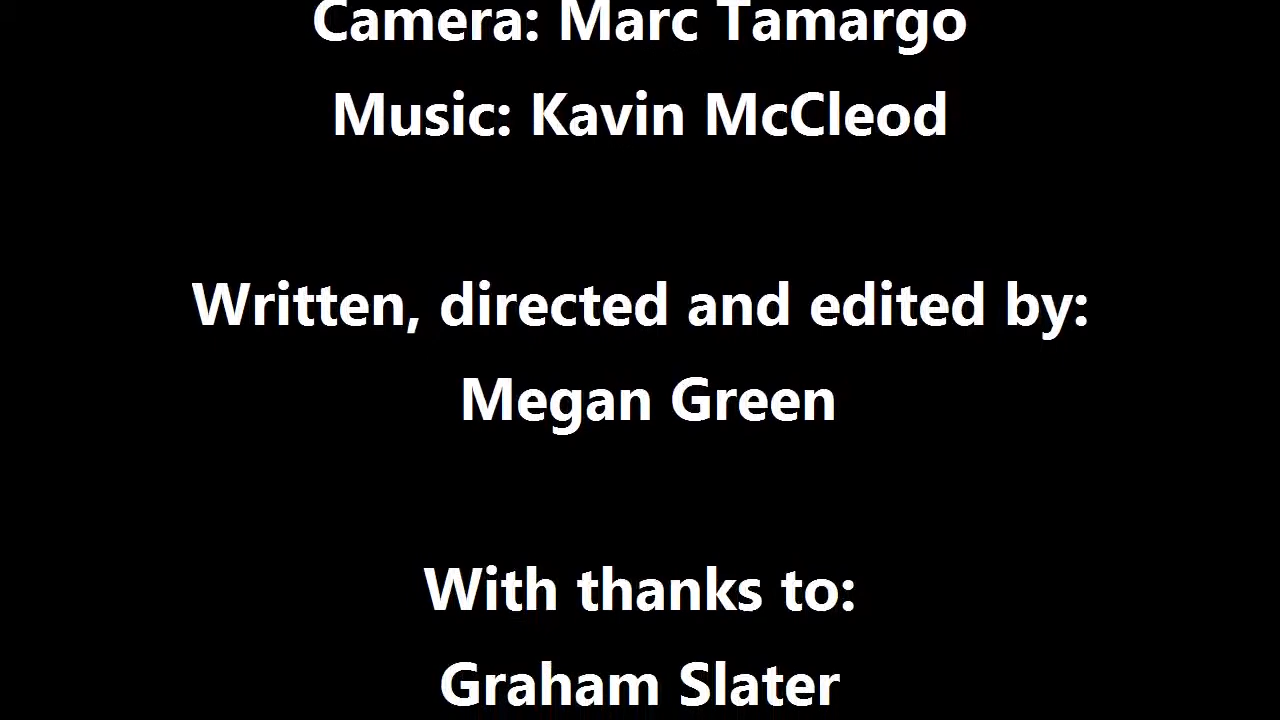 Camera: Marc Tamargo
Music: Kavin McCleod
Written, directed and edited by:
Megan Green
With thanks to:
Graham Slater